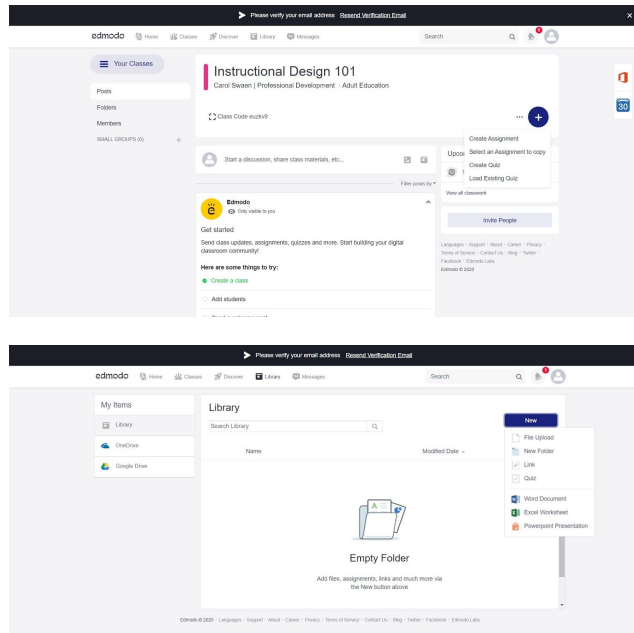 Please verify your email address Resend Verification Email
edmodo Home Classes Discover Library Messages Search
Your Classes
Instructional Design 101
Carol Swaen | Professional Development · Adult Education
Posts
Folders
Members
SMALL GROUPS (0) +
Class Code euzkv9
Create Assignment
Select an Assignment to copy
Create Quiz
Load Existing Quiz
Start a discussion, share class materials, etc...
Filter posts by
View all classwork
Edmodo
Only visible to you
Get started
Send class updates, assignments, quizzes and more. Start building your digital
classroom community!
Here are some things to try:
Create a class
Add students
Invite People
Languages · Support · About · Career · Privacy ·
Terms of Service · Contact Us · Blog · Twitter ·
Facebook · Edmodo Labs
Edmodo © 2020
30
Please verify your email address Resend Verification Email
edmodo Home Classes Discover Library Messages Search
My Items
Library
OneDrive
Google Drive
Library
Search Library
Name Modified Date
New
File Upload
New Folder
Link
Quiz
Word Document
Excel Worksheet
Powerpoint Presentation
Empty Folder
Add files, assignments, links and much more via
the New button above
Edmodo © 2020 · Languages · Support · About · Career · Privacy · Terms of Service · Contact Us · Blog · Twitter · Facebook · Edmodo Labs